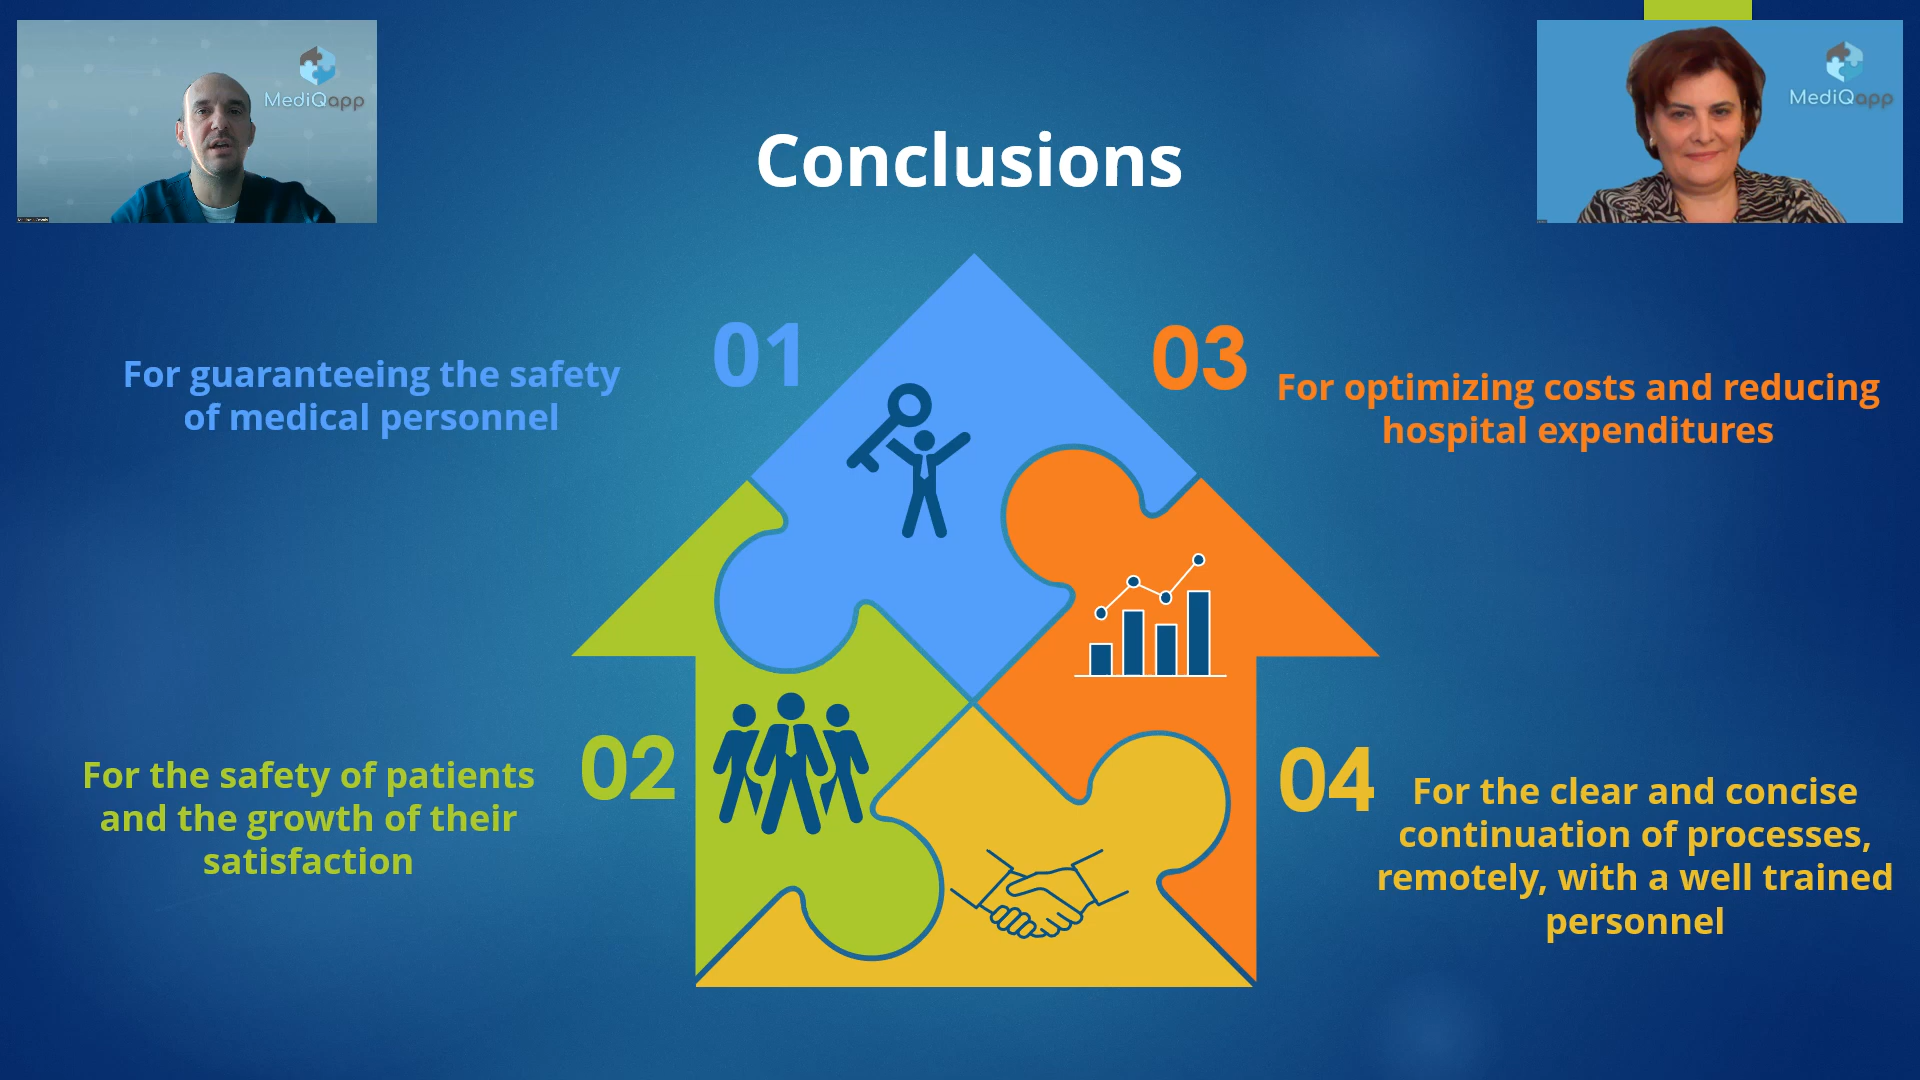 MediQapp
MediQapp
Conclusions
01
For guaranteeing the safety
of medical personnel
03
For optimizing costs and reducing
hospital expenditures
02
For the safety of patients
and the growth of their
satisfaction
04
For the clear and concise
continuation of processes,
remotely, with a well trained
personnel